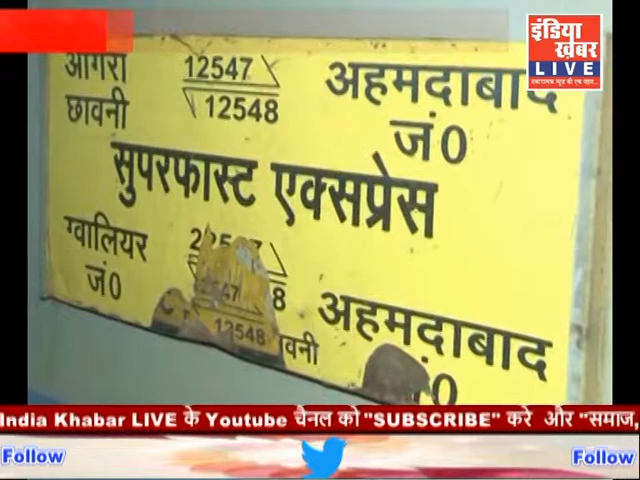 इंडिया
ख़बर
LIVE
आगरा 12547 अहमदाबाद
छावनी 12548 जं0
सुपरफास्ट एक्सप्रेस
ग्वालियर
जं0 8 अहमदाबाद
12548
India Khabar LIVE के Youtube चैनल को "SUBSCRIBE" करे और "समाज,
Follow Follow